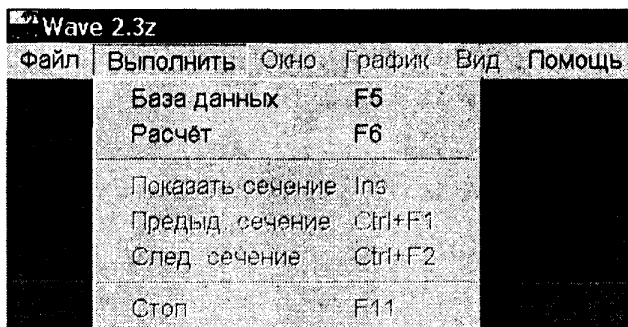 Wave 2.3z
Файл Выполнить Окно График Вид Помощь
База данных F5
Расчёт F6
Показать сечение Ins
Предыд. сечение Ctrl+F1
След. сечение Ctrl+F2
Стоп F11